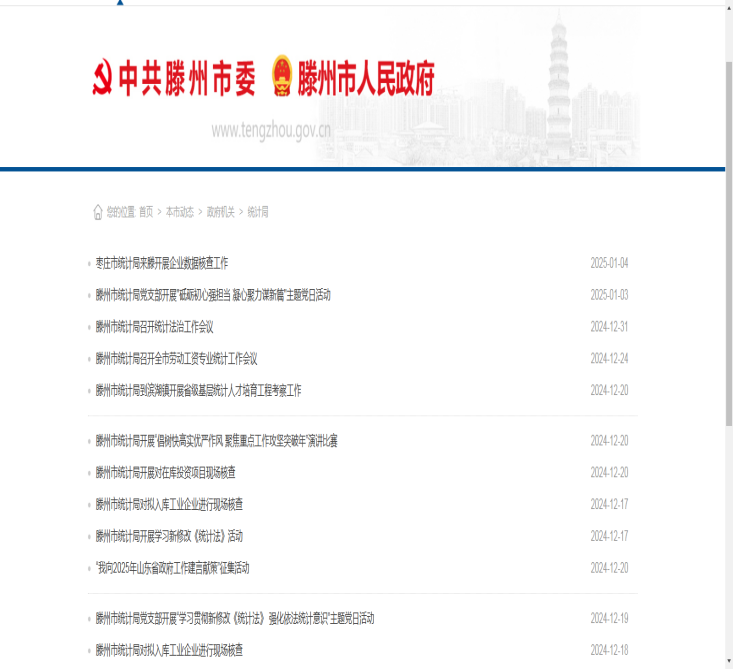 中共滕州市委 滕州市人民政府
www.tengzhou.gov.cn
您的位置: 首页 > 本市动态 > 政府机关 > 统计局
枣庄市统计局来滕开展企业数据核查工作 2025-01-04
滕州市统计局党支部开展"砥砺初心强担当 凝心聚力谋新篇"主题党日活动 2025-01-03
滕州市统计局召开统计法治工作会议 2024-12-31
滕州市统计局召开全市劳动工资专业统计工作会议 2024-12-24
滕州市统计局到滨湖镇开展省级基层统计人才培育工程考察工作 2024-12-20
滕州市统计局开展"倡树快高实优严作风 聚焦重点工作攻坚突破年"演讲比赛 2024-12-20
滕州市统计局开展对在库投资项目现场核查 2024-12-20
滕州市统计局对拟入库工业企业进行现场核查 2024-12-17
滕州市统计局开展学习新修改《统计法》活动 2024-12-17
"我向2025年山东省政府工作建言献策"征集活动 2024-12-20
滕州市统计局党支部开展"学习贯彻新修改《统计法》 强化依法统计意识"主题党日活动 2024-12-19
滕州市统计局对拟入库工业企业进行现场核查 2024-12-18